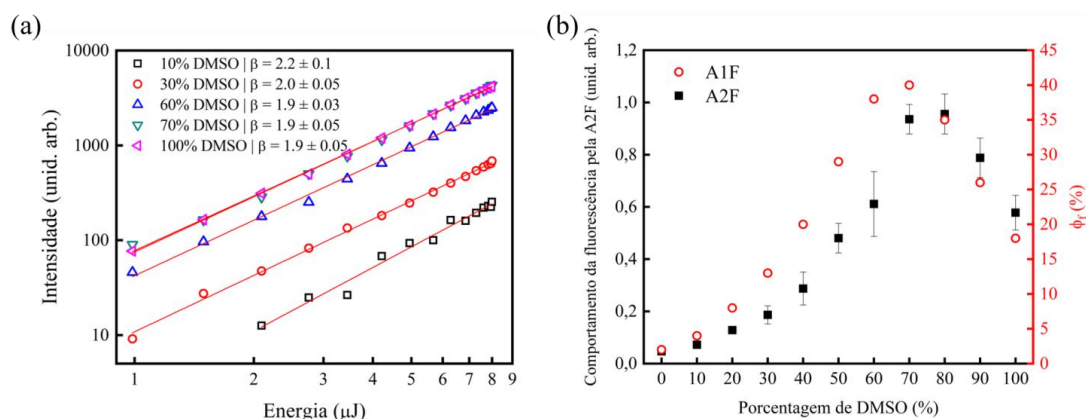 (a)
10000
1000
100
10
Intensidade (unid. arb.)
10% DMSO | β = 2.2 ± 0.1
30% DMSO | β = 2.0 ± 0.05
60% DMSO | β = 1.9 ± 0.03
70% DMSO | β = 1.9 ± 0.05
100% DMSO | β = 1.9 ± 0.05
1 2 3 4 5 6 7 8 9
Energia (μJ)
(b)
1,2
1,0
0,8
0,6
0,4
0,2
0,0
Comportamento da fluorescência pela A2F (unid. arb.)
A1F
A2F
45
40
35
30
25
20
15
10
5
0
ϕf (%)
0 10 20 30 40 50 60 70 80 90 100
Porcentagem de DMSO (%)